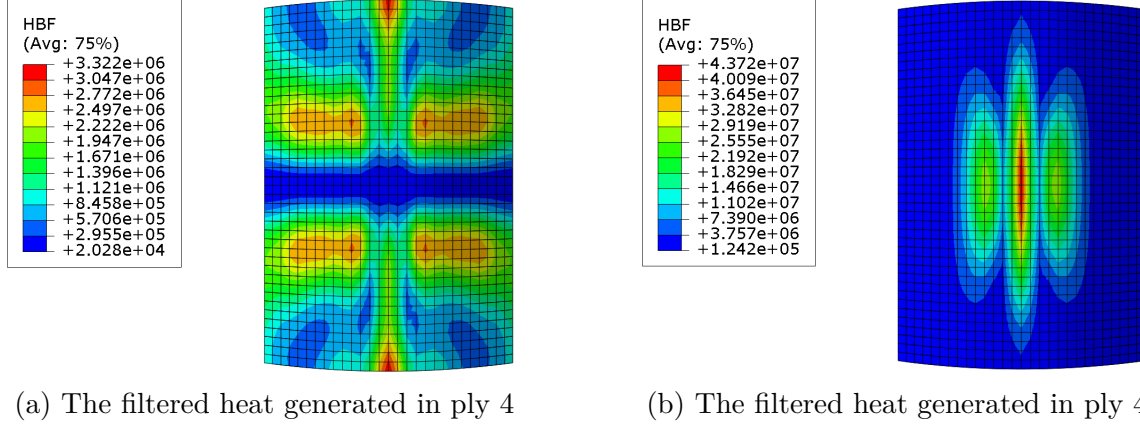 HBF
(Avg: 75%)
+3.322e+06
+3.047e+06
+2.772e+06
+2.497e+06
+2.222e+06
+1.947e+06
+1.671e+06
+1.396e+06
+1.121e+06
+8.458e+05
+5.706e+05
+2.955e+05
+2.028e+04
(a) The filtered heat generated in ply 4
HBF
(Avg: 75%)
+4.372e+07
+4.009e+07
+3.645e+07
+3.282e+07
+2.919e+07
+2.555e+07
+2.192e+07
+1.829e+07
+1.466e+07
+1.102e+07
+7.390e+06
+3.757e+06
+1.242e+05
(b) The filtered heat generated in ply 4